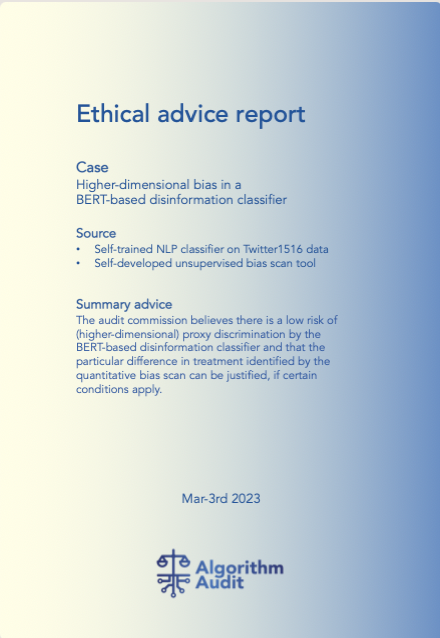 Ethical advice report
Case
Higher-dimensional bias in a
BERT-based disinformation classifier
Source
• Self-trained NLP classifier on Twitter1516 data
• Self-developed unsupervised bias scan tool
Summary advice
The audit commission believes there is a low risk of
(higher-dimensional) proxy discrimination by the
BERT-based disinformation classifier and that the
particular difference in treatment identified by the
quantitative bias scan can be justified, if certain
conditions apply.
Mar-3rd 2023
Algorithm
Audit